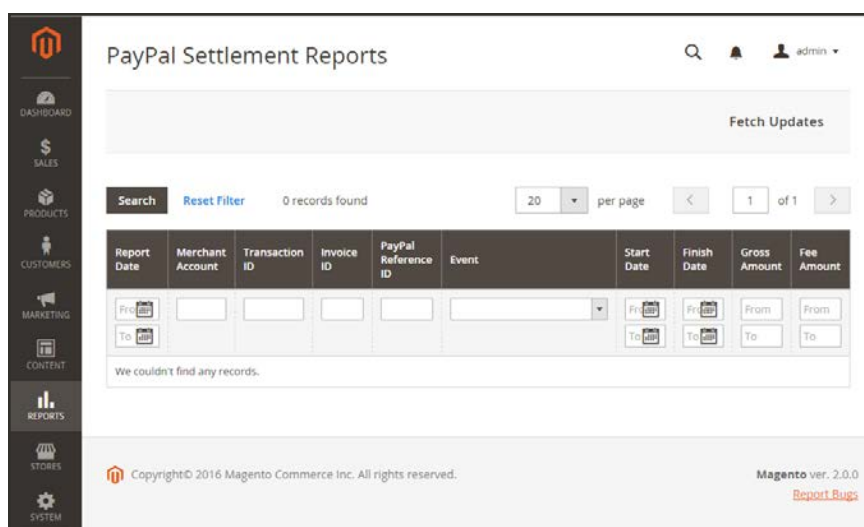 PayPal Settlement Reports
admin
DASHBOARD
Fetch Updates
$
SALES
PRODUCTS
Search Reset Filter 0 records found 20 per page < 1 of 1 >
CUSTOMERS
Report Date Merchant Account Transaction ID Invoice ID PayPal Reference ID Event Start Date Finish Date Gross Amount Fee Amount
MARKETING
From From
To To To To To
CONTENT
We couldn't find any records.
REPORTS
STORES
Copyright© 2016 Magento Commerce Inc. All rights reserved. Magento ver. 2.0.0
Report Bugs
SYSTEM